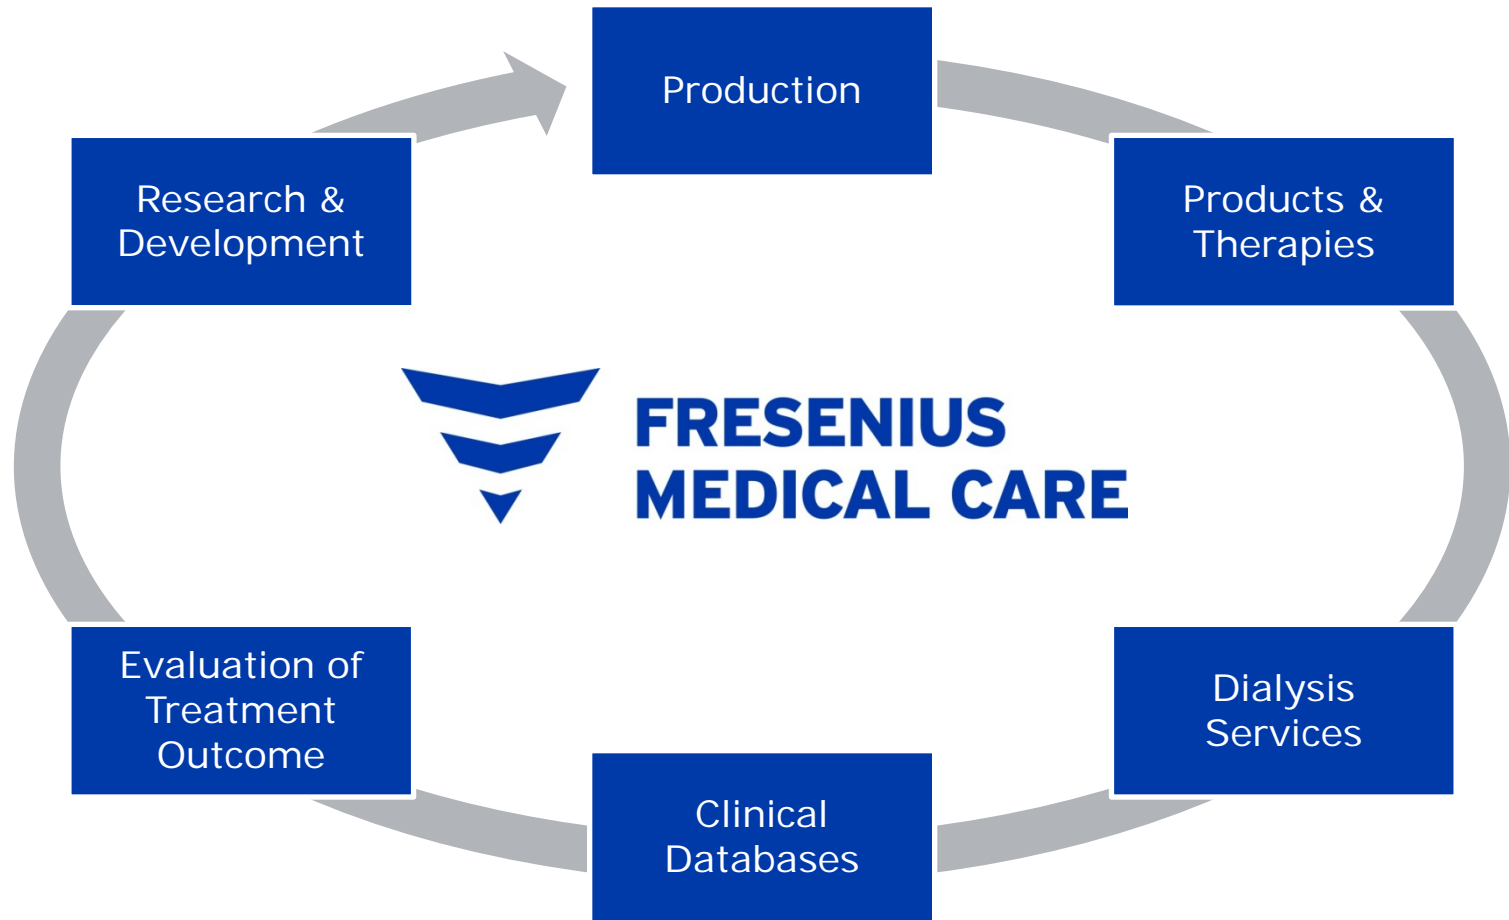 Production
Products &
Therapies
Dialysis
Services
Clinical
Databases
Evaluation of
Treatment
Outcome
Research &
Development
FRESENIUS
MEDICAL CARE